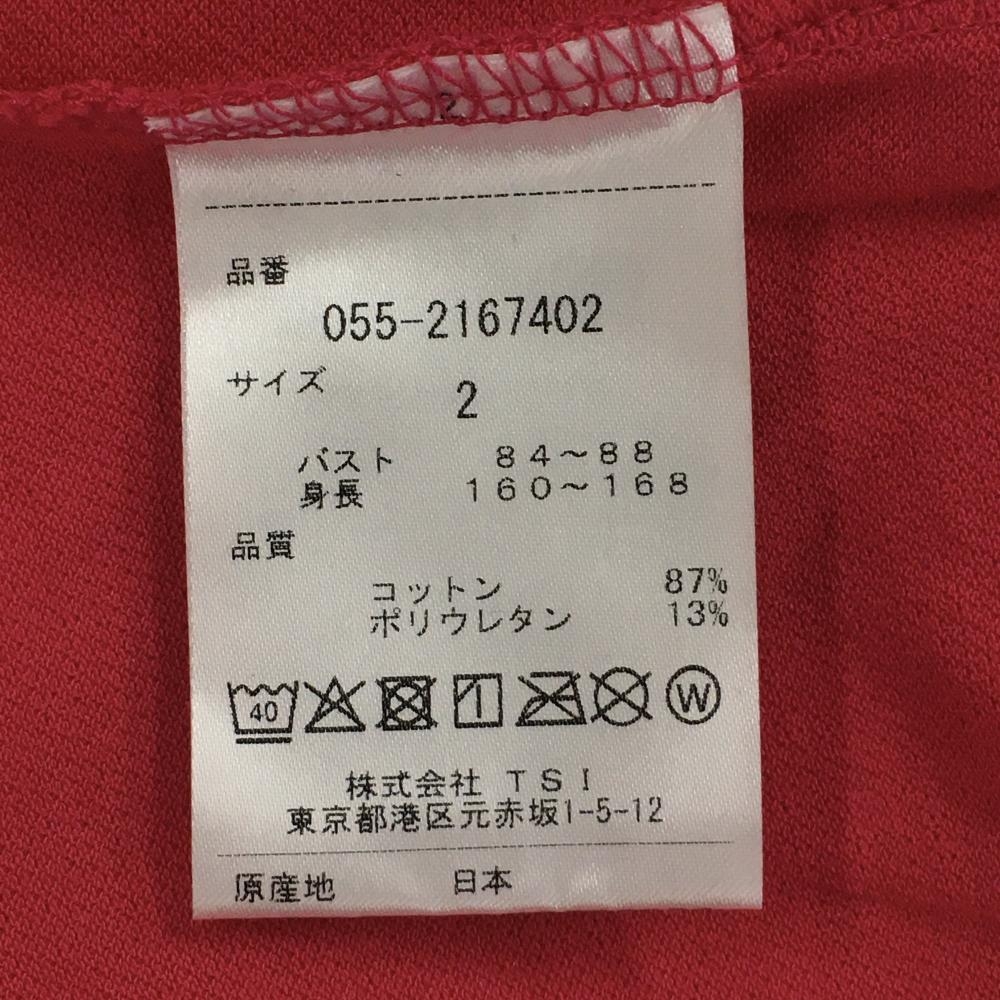 2
品番
055-2167402
サイズ 2
バスト 84～88
身長 160～168
品質
コットン 87%
ポリウレタン 13%
40 W
株式会社 TSI
東京都港区元赤坂1-5-12
原産地 日本